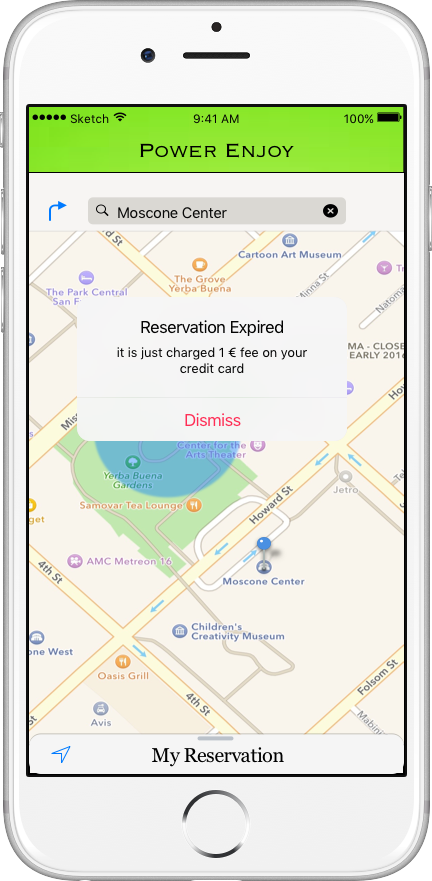 Sketch 9:41 AM 100%
POWER ENJOY
Moscone Center
d St
Cartoon Art Museum
The Grove
Yerba Buena
The Park Central
San F
Minna St
Natoma
Reservation Expired
it is just charged 1 € fee on your
credit card
MA - CLOSE
EARLY 2016
Dismiss
Mis
Ho
Center for the
Arts Theater
Yerba Buena
Gardens
Jetro
Samovar Tea Lounge
get
Howard St
AMC Metreon 16
4th St
Moscone Center
Children's
Creativity Museum
one West
Oasis Grill
Folsom St
4th St
Avis
Mabini
My Reservation